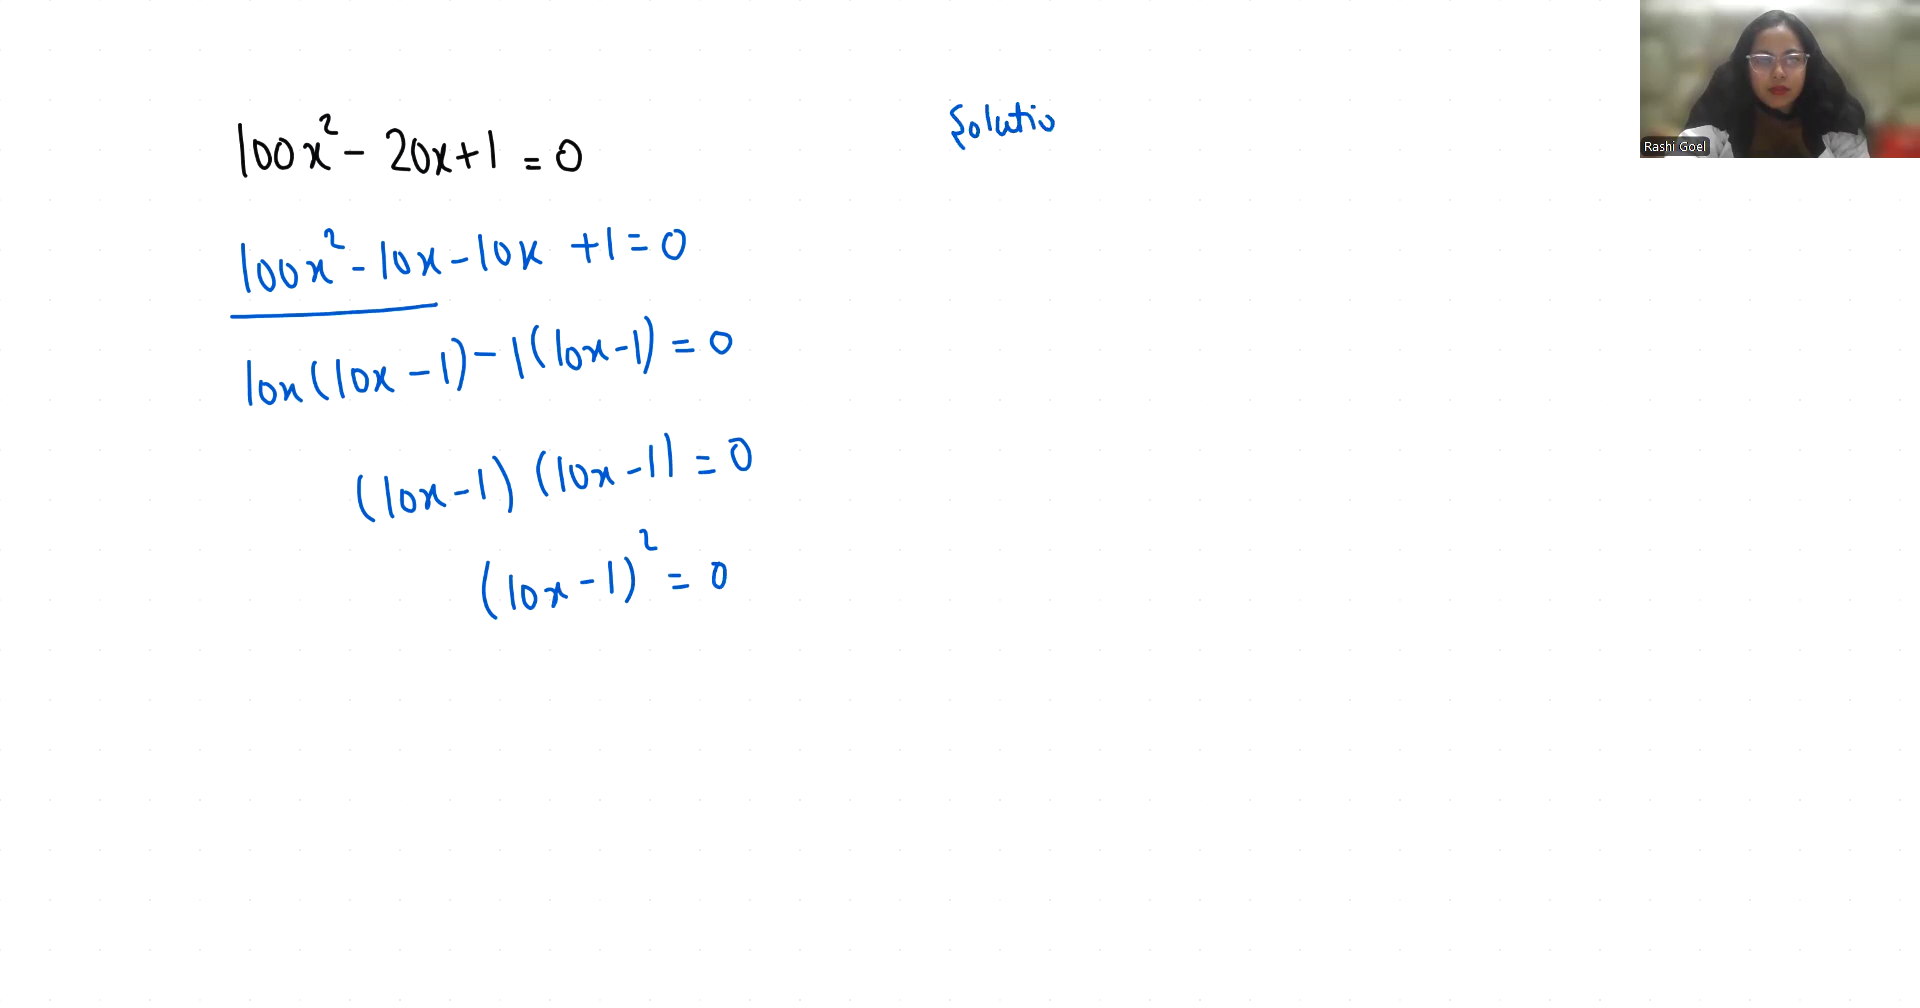 100x² - 20x + 1 = 0
100x² - 10x - 10x + 1 = 0
10x(10x - 1) - 1(10x - 1) = 0
(10x - 1) (10x - 1) = 0
(10x - 1)² = 0
Solutio
Rashi Goel